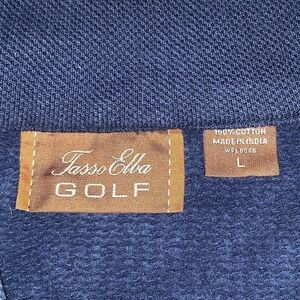 Tasso Elba
GOLF
100% COTTON
MADE IN INDIA
L